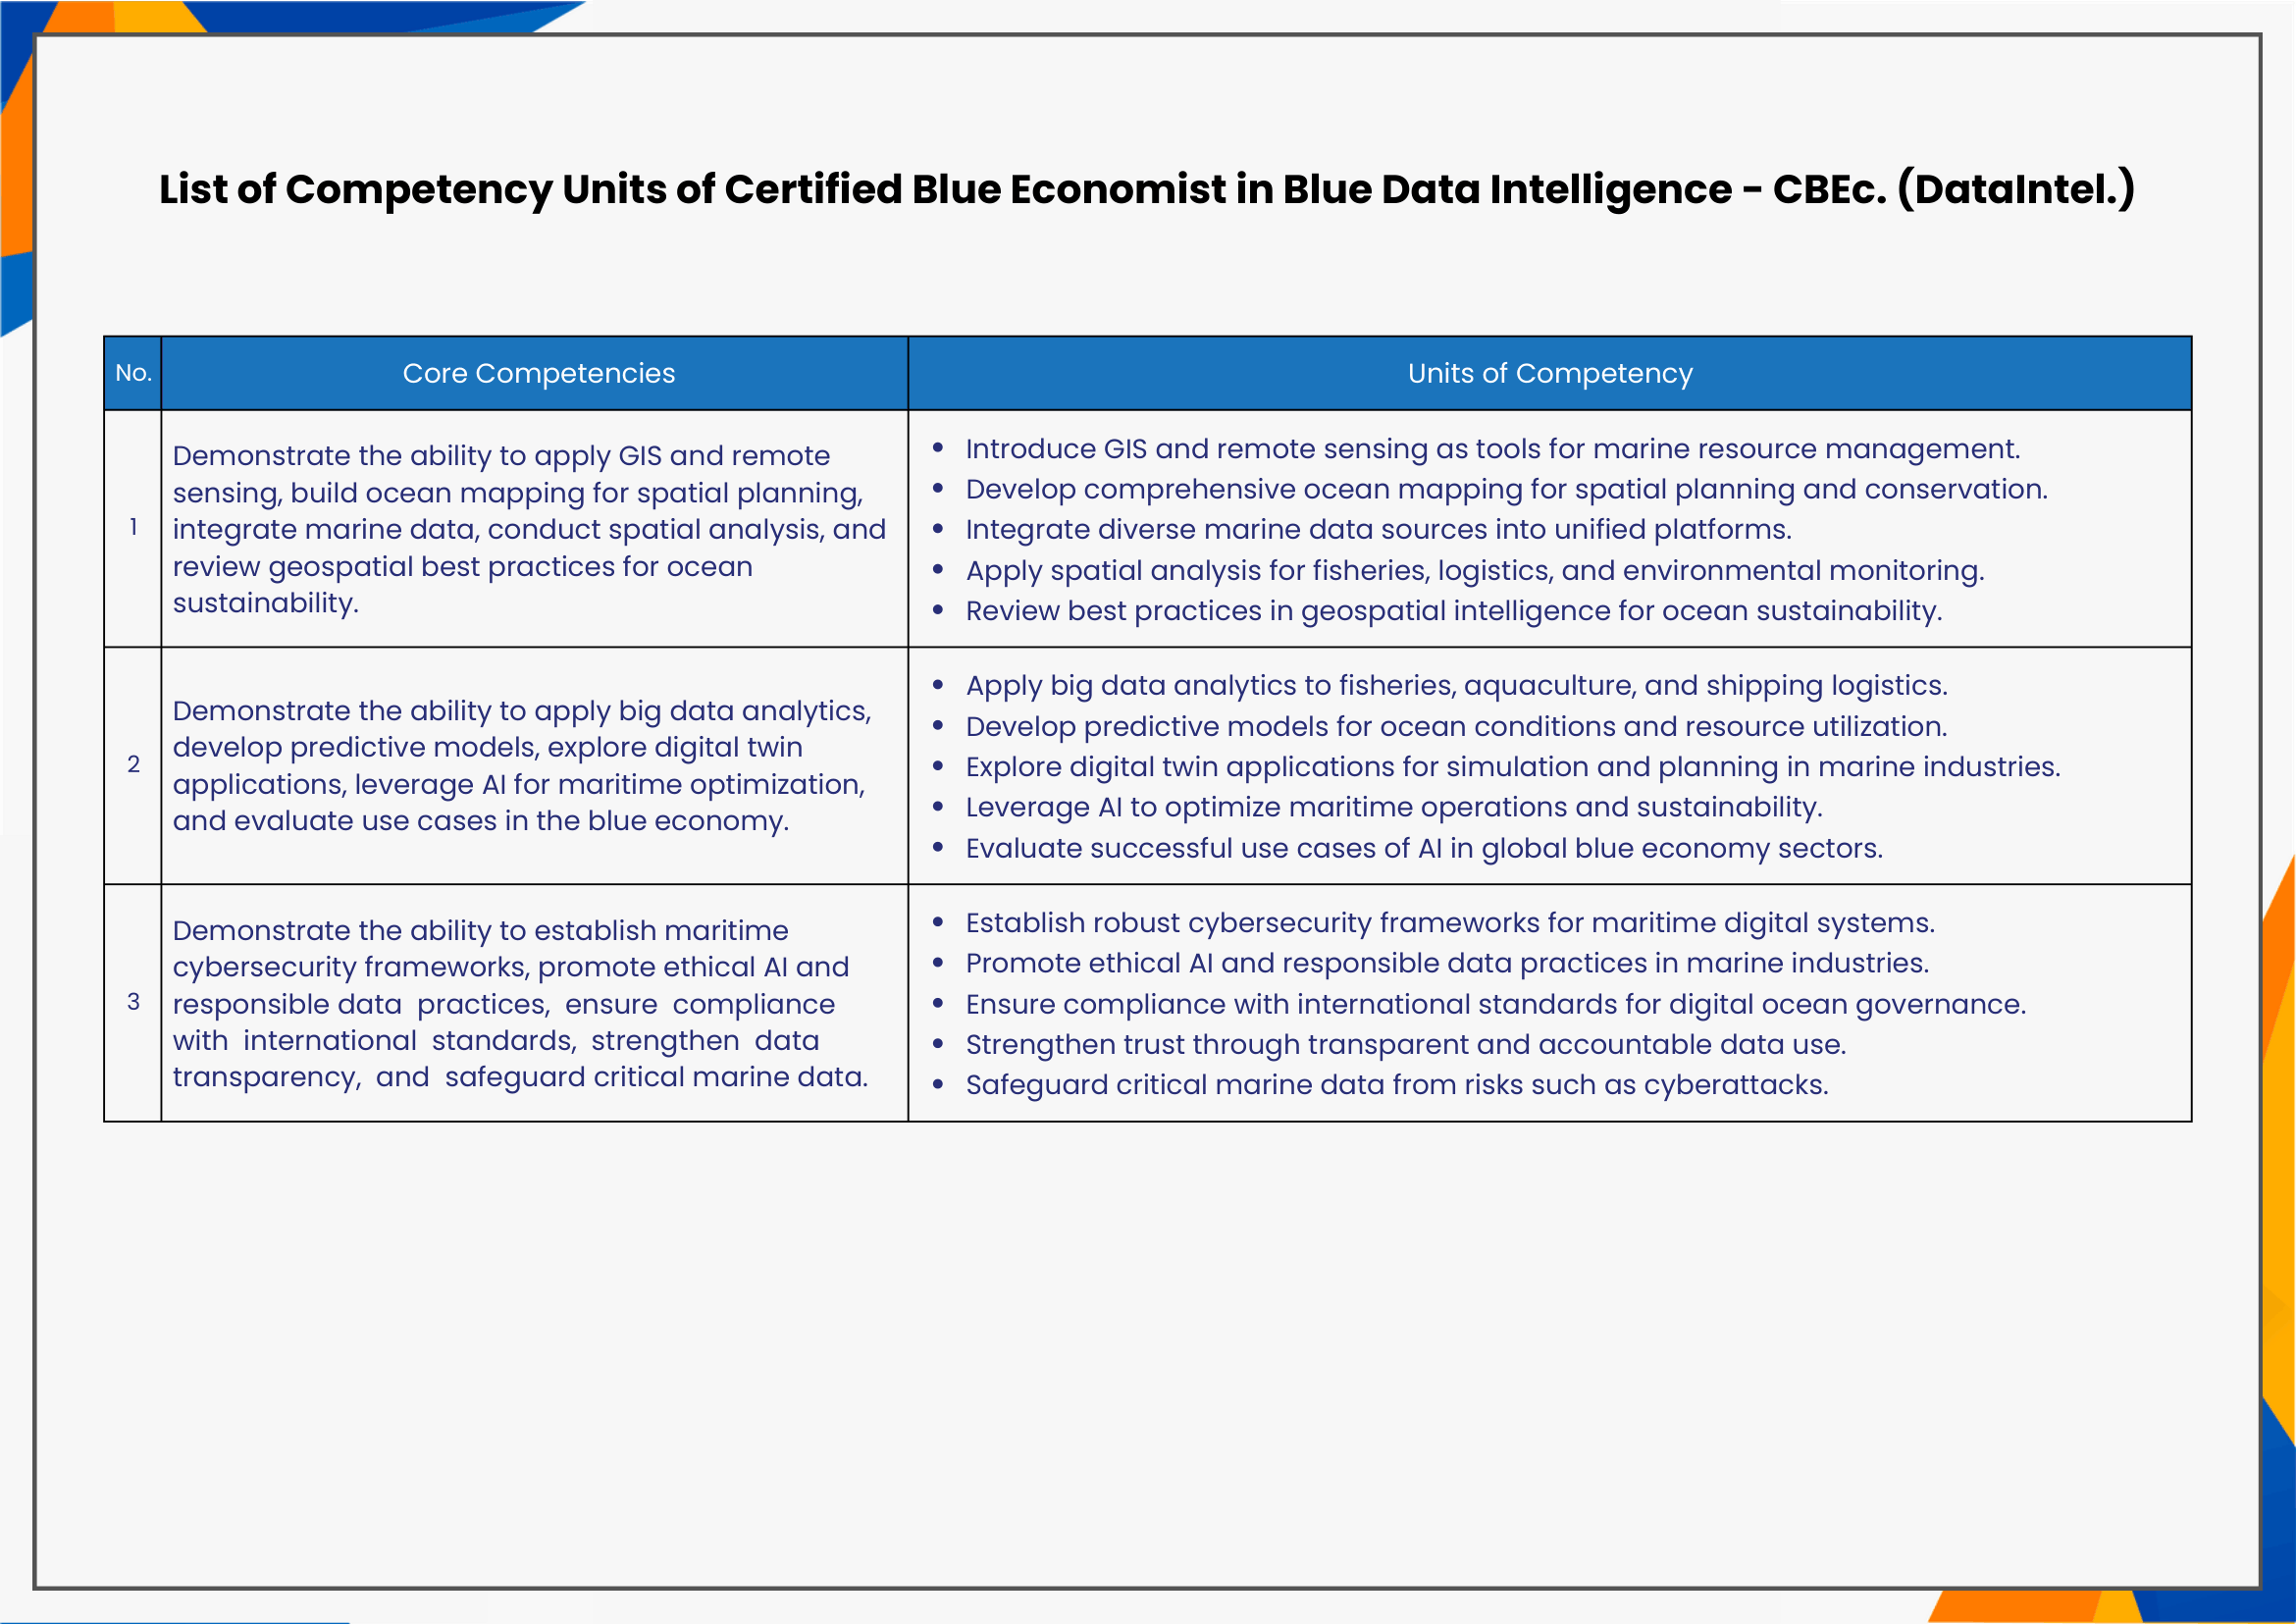 List of Competency Units of Certified Blue Economist in Blue Data Intelligence - CBEc. (DataIntel.)
No.
Core Competencies
Units of Competency
1
Demonstrate the ability to apply GIS and remote
sensing, build ocean mapping for spatial planning,
integrate marine data, conduct spatial analysis, and
review geospatial best practices for ocean
sustainability.
• Introduce GIS and remote sensing as tools for marine resource management.
• Develop comprehensive ocean mapping for spatial planning and conservation.
• Integrate diverse marine data sources into unified platforms.
• Apply spatial analysis for fisheries, logistics, and environmental monitoring.
• Review best practices in geospatial intelligence for ocean sustainability.
2
Demonstrate the ability to apply big data analytics,
develop predictive models, explore digital twin
applications, leverage AI for maritime optimization,
and evaluate use cases in the blue economy.
• Apply big data analytics to fisheries, aquaculture, and shipping logistics.
• Develop predictive models for ocean conditions and resource utilization.
• Explore digital twin applications for simulation and planning in marine industries.
• Leverage AI to optimize maritime operations and sustainability.
• Evaluate successful use cases of AI in global blue economy sectors.
3
Demonstrate the ability to establish maritime
cybersecurity frameworks, promote ethical AI and
responsible data practices, ensure compliance
with international standards, strengthen data
transparency, and safeguard critical marine data.
• Establish robust cybersecurity frameworks for maritime digital systems.
• Promote ethical AI and responsible data practices in marine industries.
• Ensure compliance with international standards for digital ocean governance.
• Strengthen trust through transparent and accountable data use.
• Safeguard critical marine data from risks such as cyberattacks.